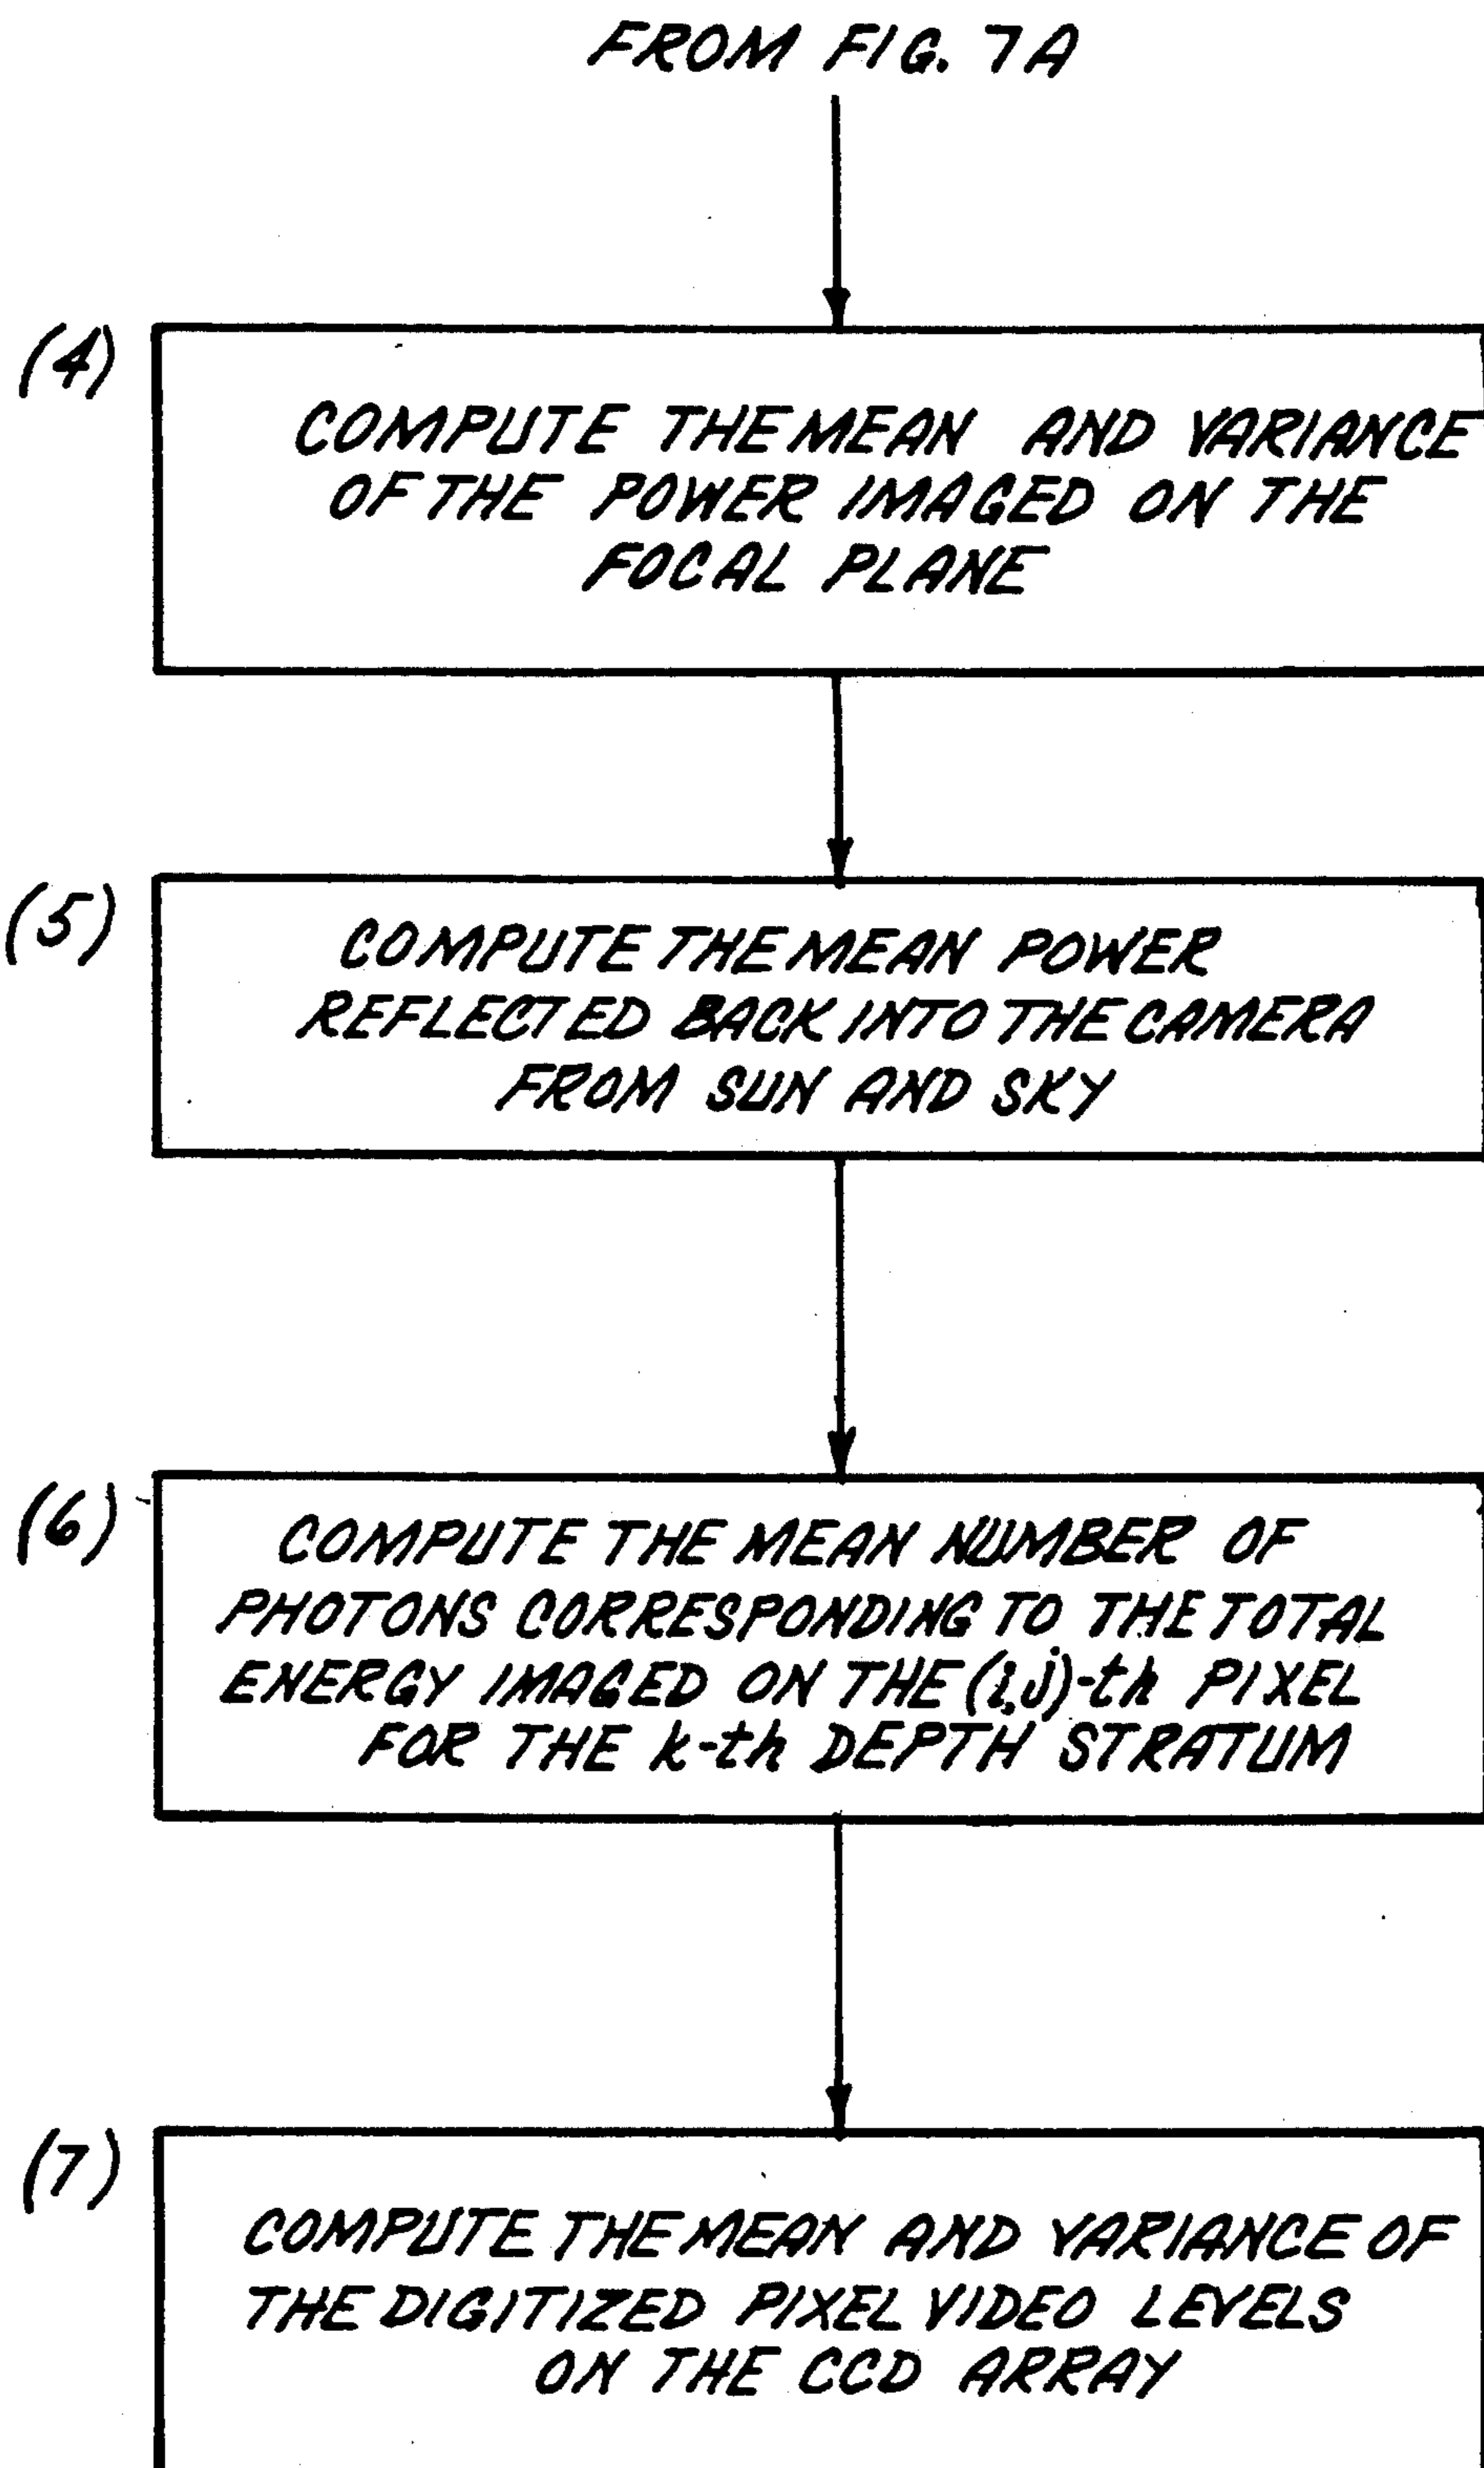 FROM FIG. 7A
(4)
COMPUTE THE MEAN AND VARIANCE
OF THE POWER IMAGED ON THE
FOCAL PLANE
(5)
COMPUTE THE MEAN POWER
REFLECTED BACK INTO THE CAMERA
FROM SUN AND SKY
(6)
COMPUTE THE MEAN NUMBER OF
PHOTONS CORRESPONDING TO THE TOTAL
ENERGY IMAGED ON THE (i,j)-th PIXEL
FOR THE k-th DEPTH STRATUM
(7)
COMPUTE THE MEAN AND VARIANCE OF
THE DIGITIZED PIXEL VIDEO LEVELS
ON THE CCD ARRAY